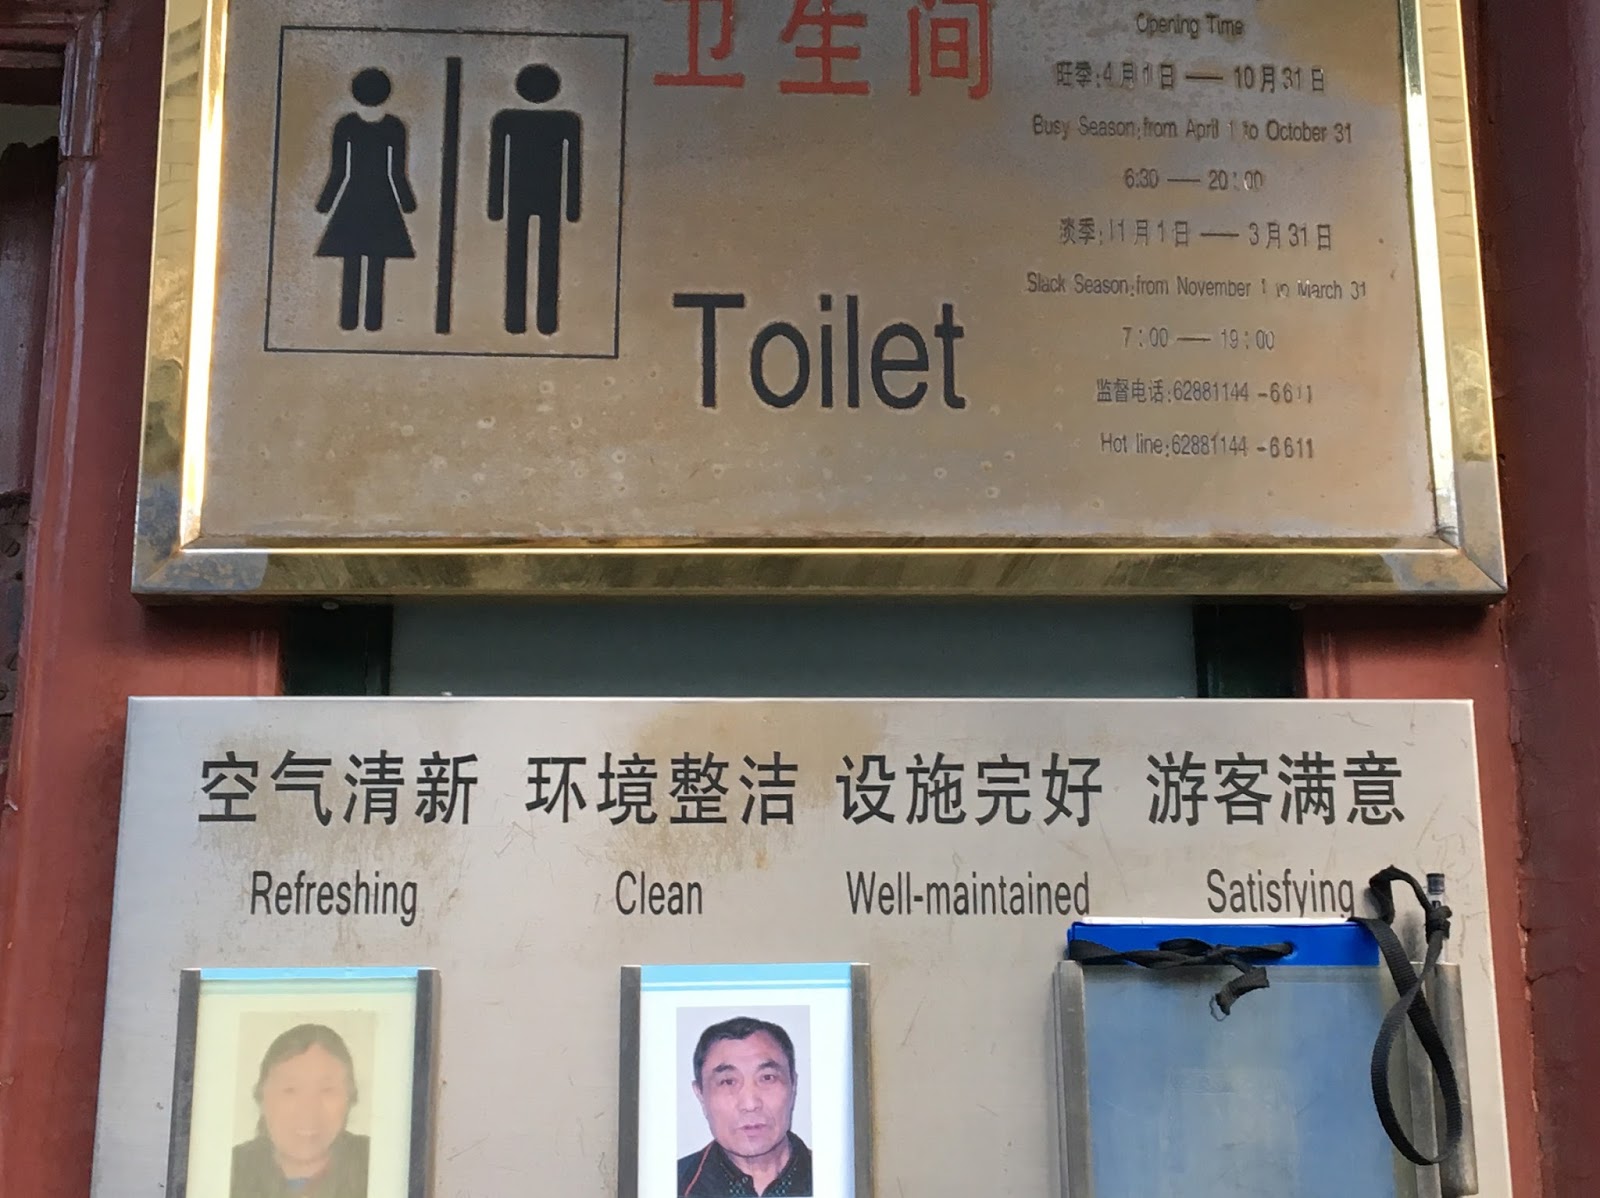 卫生间
Toilet
Opening Time
旺季:4月1日 — 10月31日
Busy Season:from April 1 to October 31
6:30 — 20:00
淡季:11月1日 — 3月31日
Slack Season:from November 1 to March 31
7:00 — 19:00
监督电话:62881144 -6611
Hot line:62881144 -6611
空气清新 环境整洁 设施完好 游客满意
Refreshing Clean Well-maintained Satisfying